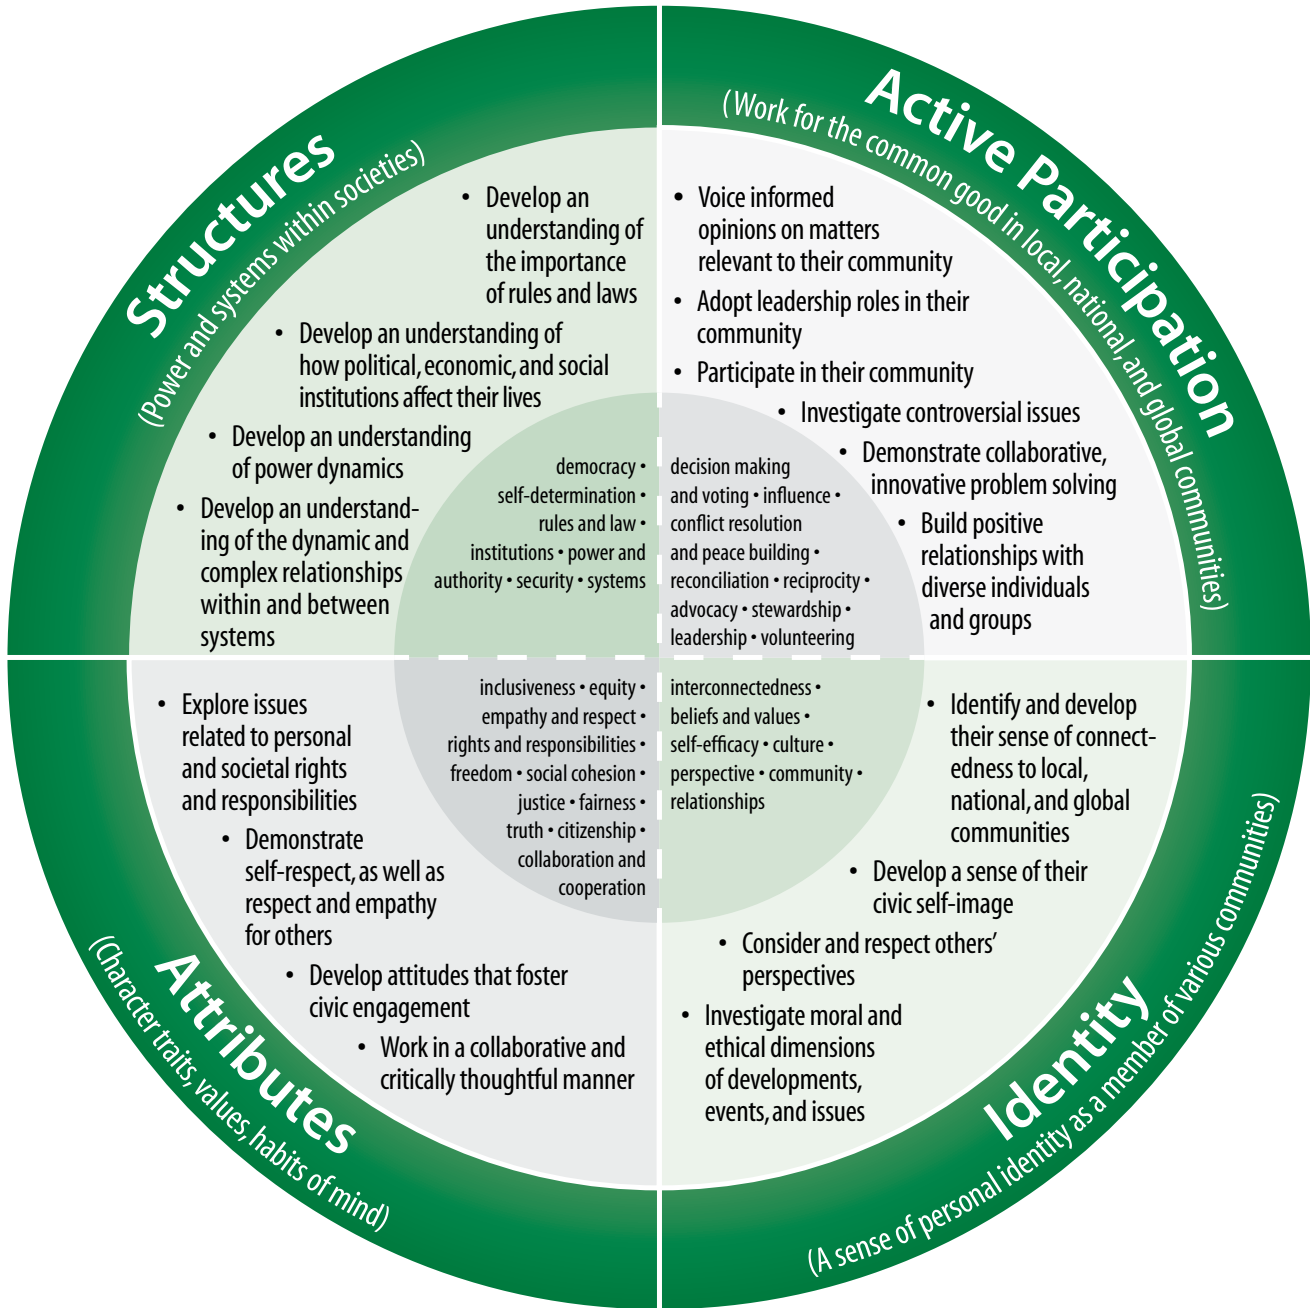 Structures
(Power and systems within societies)
• Develop an
understanding of
the importance
of rules and laws
• Develop an understanding of
how political, economic, and social
institutions affect their lives
• Develop an understanding
of power dynamics
• Develop an understand-
ing of the dynamic and
complex relationships
within and between
systems
democracy •
self-determination •
rules and law •
institutions • power and
authority • security • systems
Active Participation
(Work for the common good in local, national, and global communities)
• Voice informed
opinions on matters
relevant to their community
• Adopt leadership roles in their
community
• Participate in their community
• Investigate controversial issues
• Demonstrate collaborative,
innovative problem solving
• Build positive
relationships with
diverse individuals
and groups
decision making
and voting • influence •
conflict resolution
and peace building •
reconciliation • reciprocity •
advocacy • stewardship •
leadership • volunteering
Attributes
(Character traits, values, habits of mind)
• Explore issues
related to personal
and societal rights
and responsibilities
• Demonstrate
self-respect, as well as
respect and empathy
for others
• Develop attitudes that foster
civic engagement
• Work in a collaborative and
critically thoughtful manner
inclusiveness • equity •
empathy and respect •
rights and responsibilities •
freedom • social cohesion •
justice • fairness •
truth • citizenship •
collaboration and
cooperation
Identity
(A sense of personal identity as a member of various communities)
interconnectedness •
beliefs and values •
self-efficacy • culture •
perspective • community •
relationships
• Identify and develop
their sense of connect-
edness to local,
national, and global
communities
• Develop a sense of their
civic self-image
• Consider and respect others’
perspectives
• Investigate moral and
ethical dimensions
of developments,
events, and issues